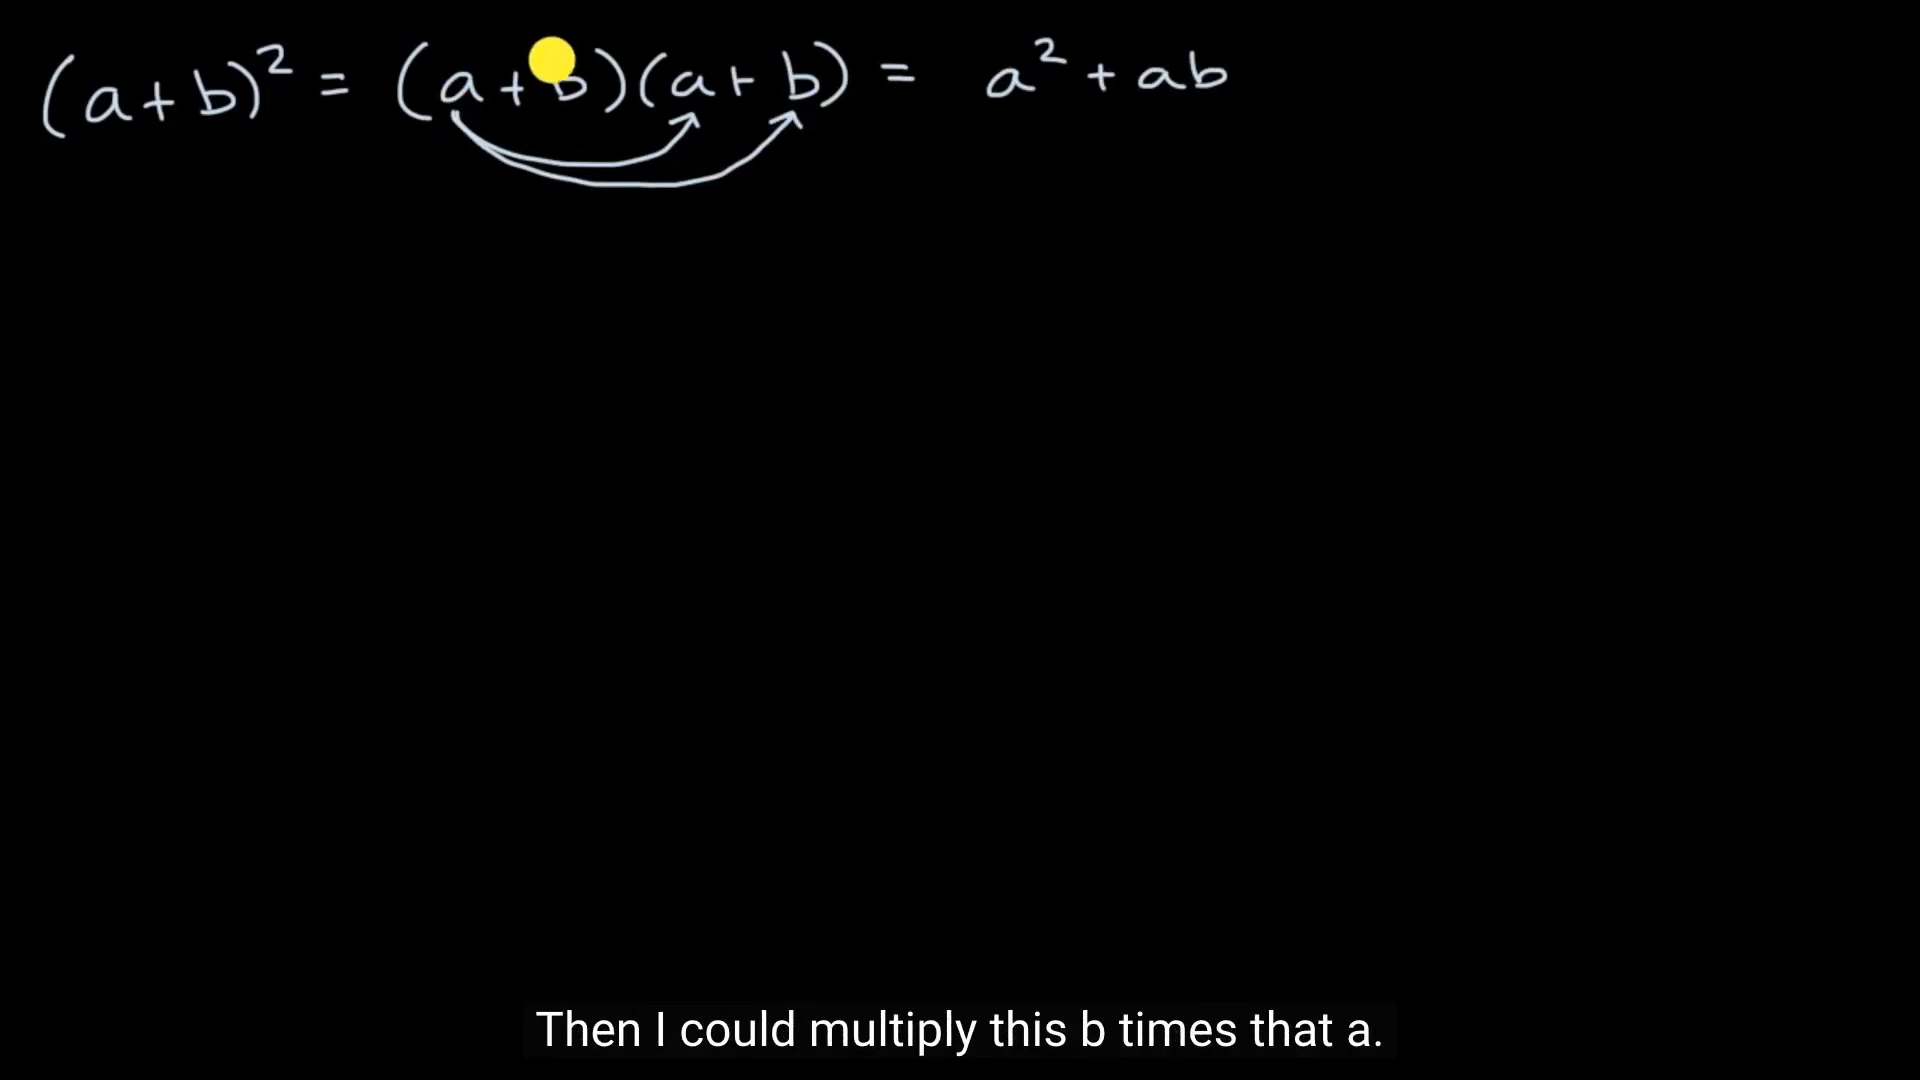 (a+b)² = (a+b)(a+b) = a² + ab
Then I could multiply this b times that a.